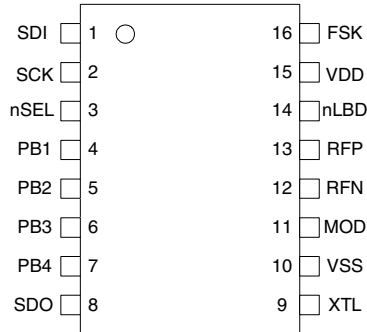 SDI 1 16 FSK
SCK 2 15 VDD
nSEL 3 14 nLBD
PB1 4 13 RFP
PB2 5 12 RFN
PB3 6 11 MOD
PB4 7 10 VSS
SDO 8 9 XTL